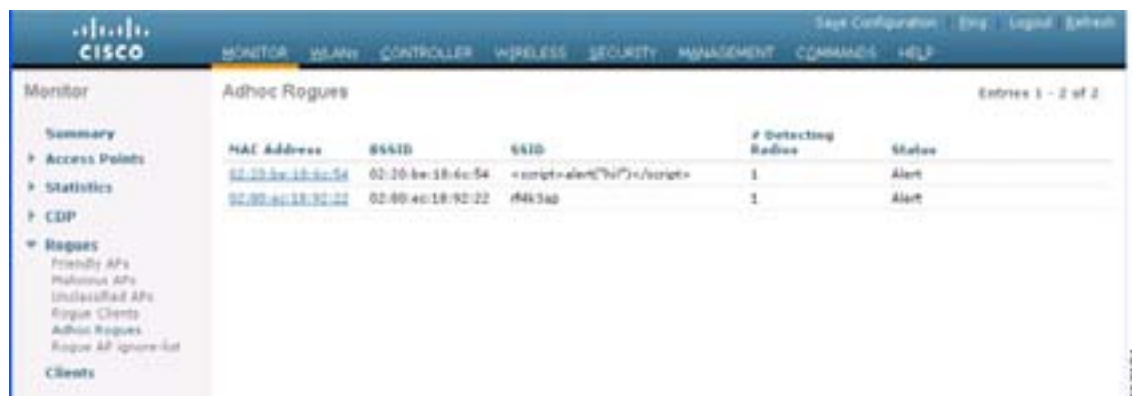 Save Configuration Ping Logout Refresh
CISCO
MONITOR WLANs CONTROLLER WIRELESS SECURITY MANAGEMENT COMMANDS HELP
Monitor
Summary
Access Points
Statistics
CDP
Rogues
Friendly APs
Malicious APs
Unclassified APs
Rogue Clients
Adhoc Rogues
Rogue AP ignore-list
Clients
Adhoc Rogues
Entries 1 - 2 of 2
MAC Address BSSID SSID # Detecting Radios Status
02:20:be:18:6c:54 02:20:be:18:6c:54 <script>alert("hi!")</script> 1 Alert
02:80:ec:18:92:22 02:80:ec:18:92:22 1 Alert